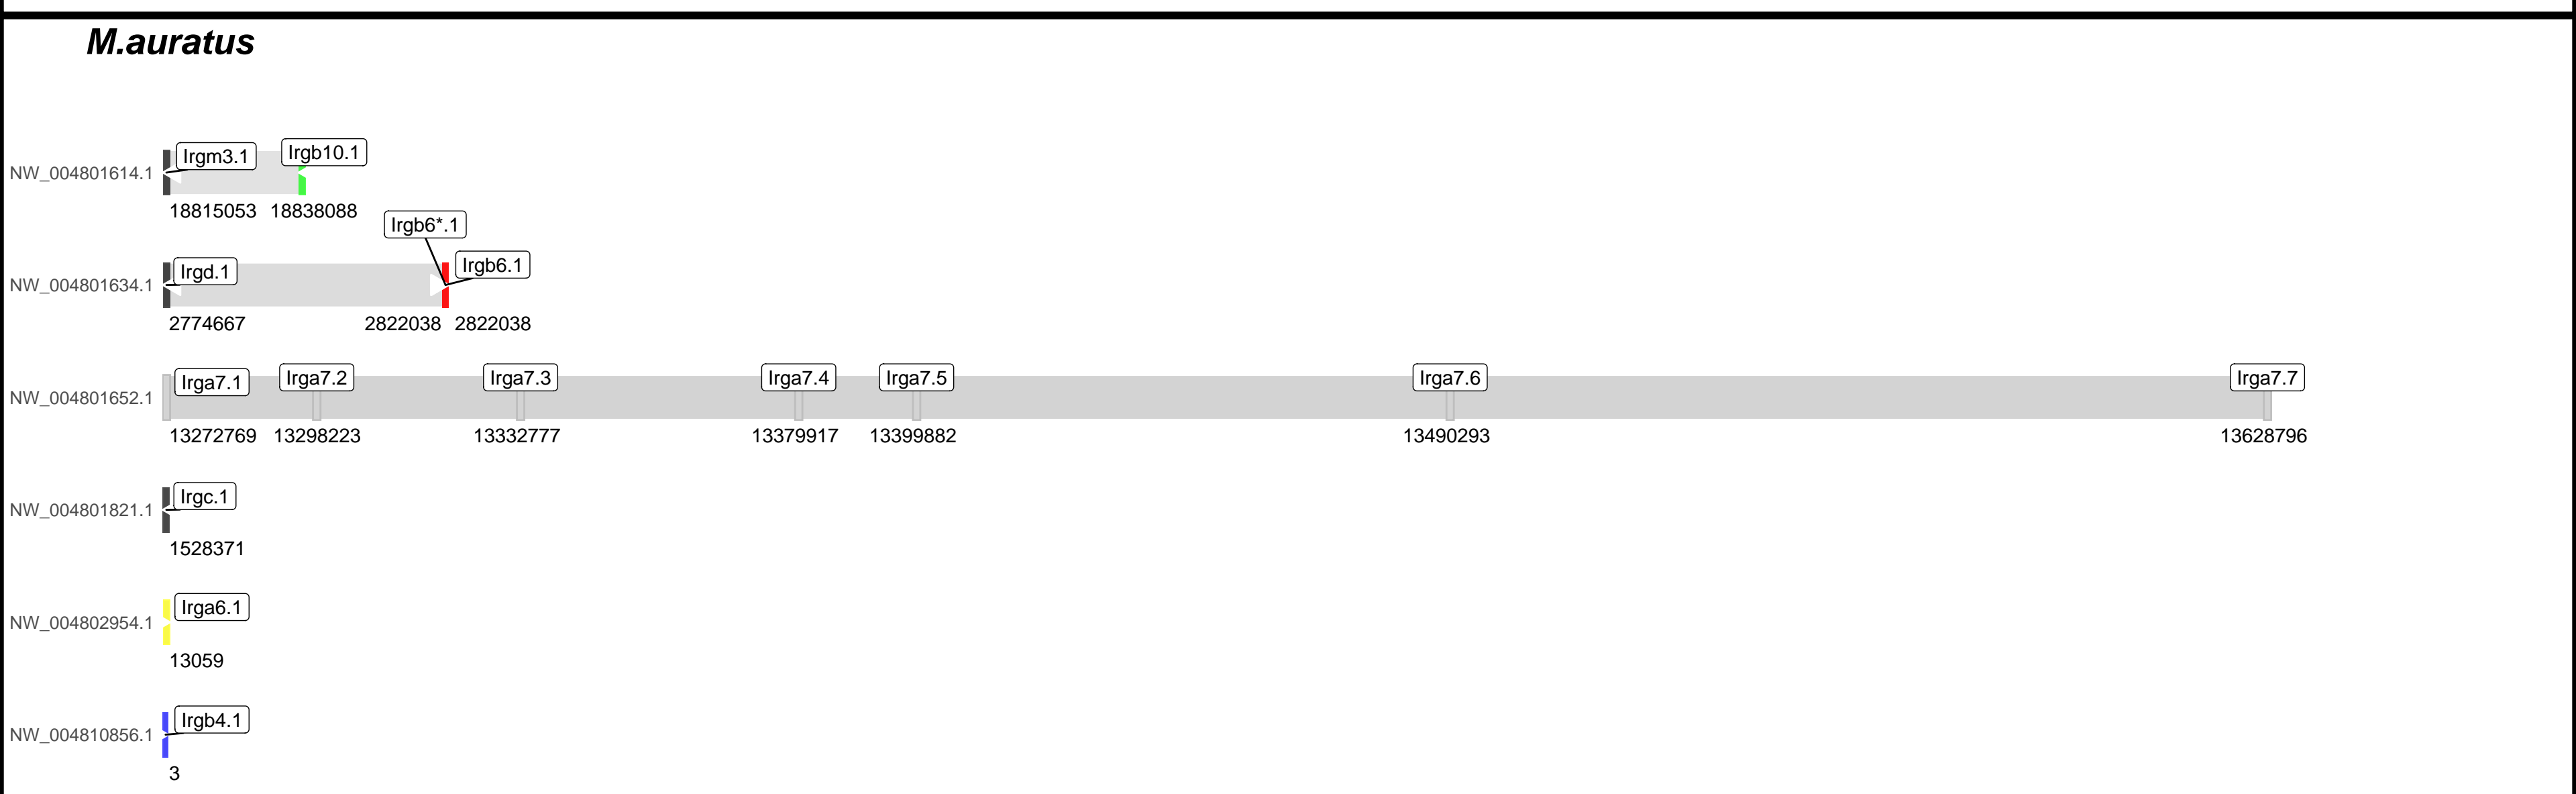 M.auratus
Irgm3.1 Irgb10.1
NW_004801614.1
18815053 18838088
Irgb6*.1
Irgd.1 Irgb6.1
NW_004801634.1
2774667 2822038 2822038
Irga7.1 Irga7.2 Irga7.3 Irga7.4 Irga7.5 Irga7.6 Irga7.7
NW_004801652.1
13272769 13298223 13332777 13379917 13399882 13490293 13628796
Irgc.1
NW_004801821.1
1528371
Irga6.1
NW_004802954.1
13059
Irgb4.1
NW_004810856.1
3